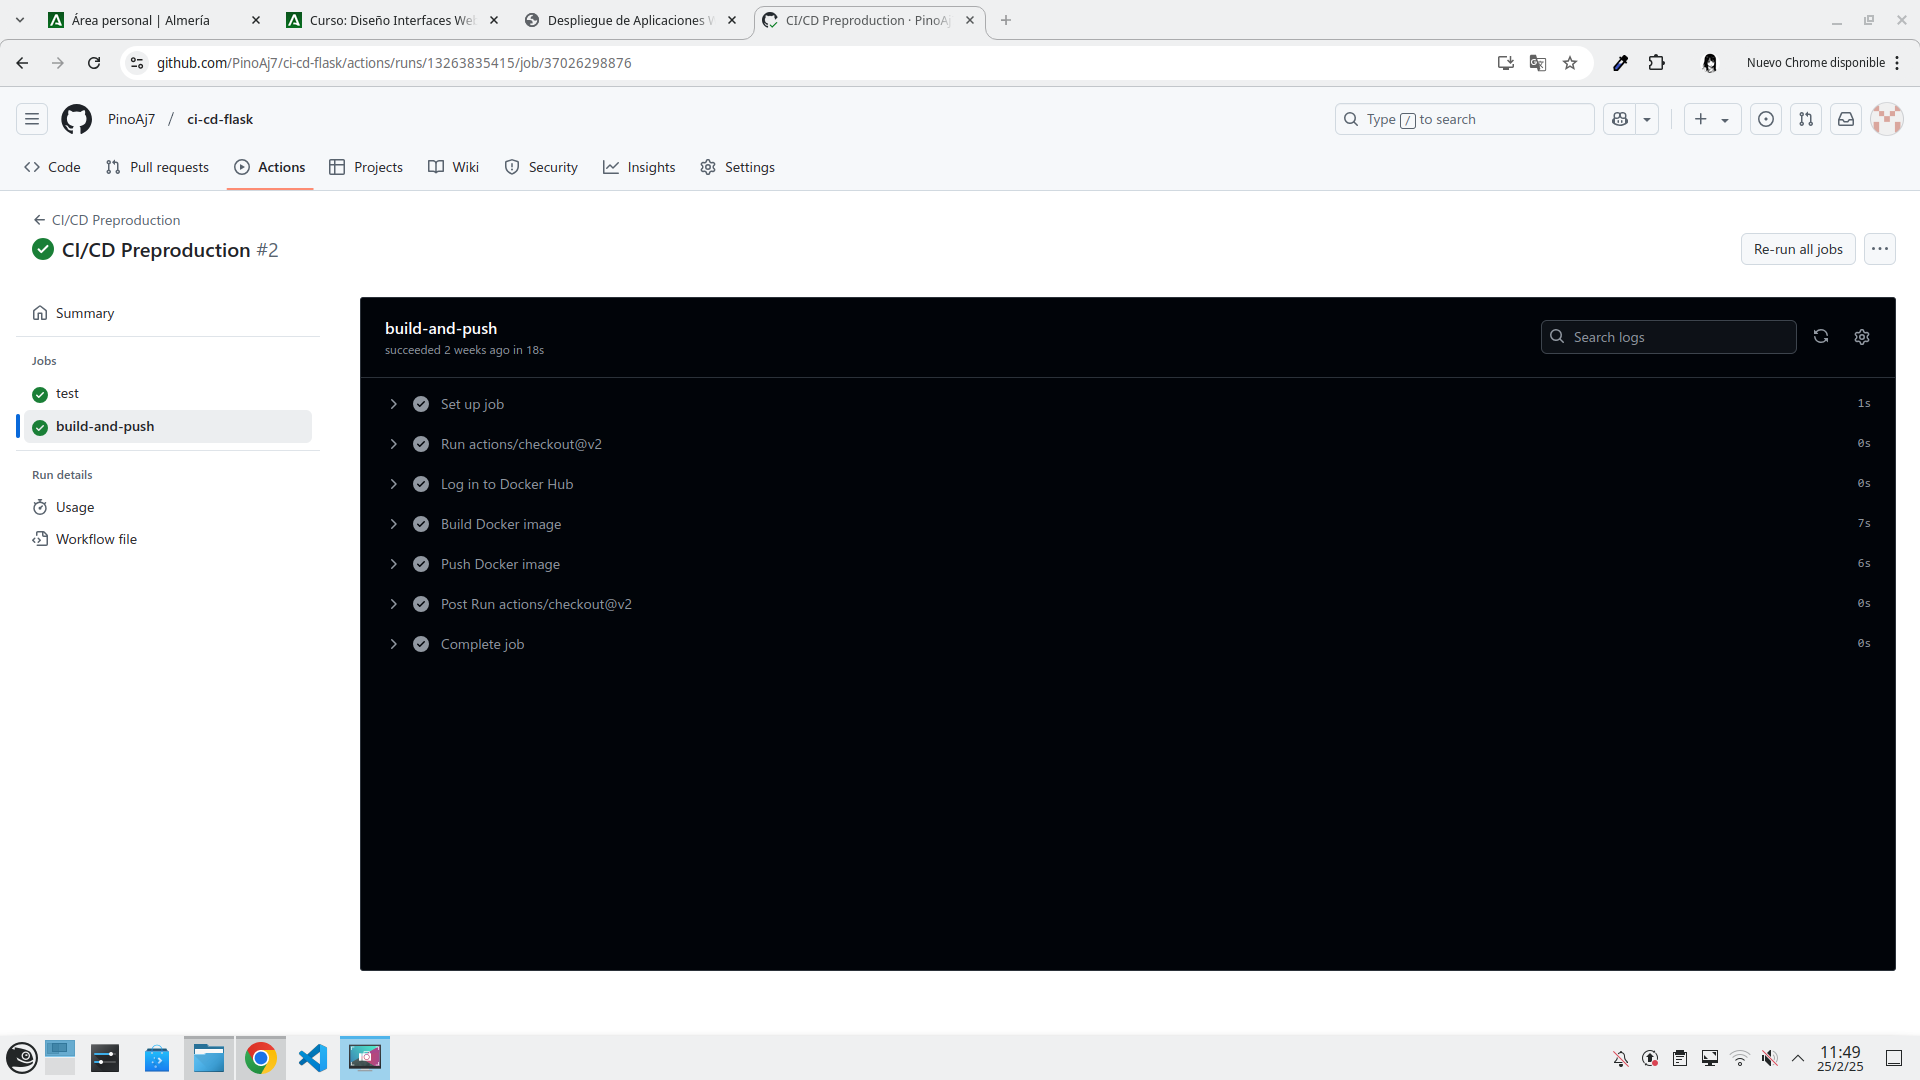 Área personal | Almería
Curso: Diseño Interfaces We
Despliegue de Aplicaciones
CI/CD Preproduction · PinoAj
github.com/PinoAj7/ci-cd-flask/actions/runs/13263835415/job/37026298876
Nuevo Chrome disponible
PinoAj7 / ci-cd-flask
Type / to search
Code
Pull requests
Actions
Projects
Wiki
Security
Insights
Settings
CI/CD Preproduction
CI/CD Preproduction #2
Re-run all jobs
Summary
Jobs
test
build-and-push
Run details
Usage
Workflow file
build-and-push
succeeded 2 weeks ago in 18s
Search logs
Set up job 1s
Run actions/checkout@v2 0s
Log in to Docker Hub 0s
Build Docker image 7s
Push Docker image 6s
Post Run actions/checkout@v2 0s
Complete job 0s
11:49
25/2/25